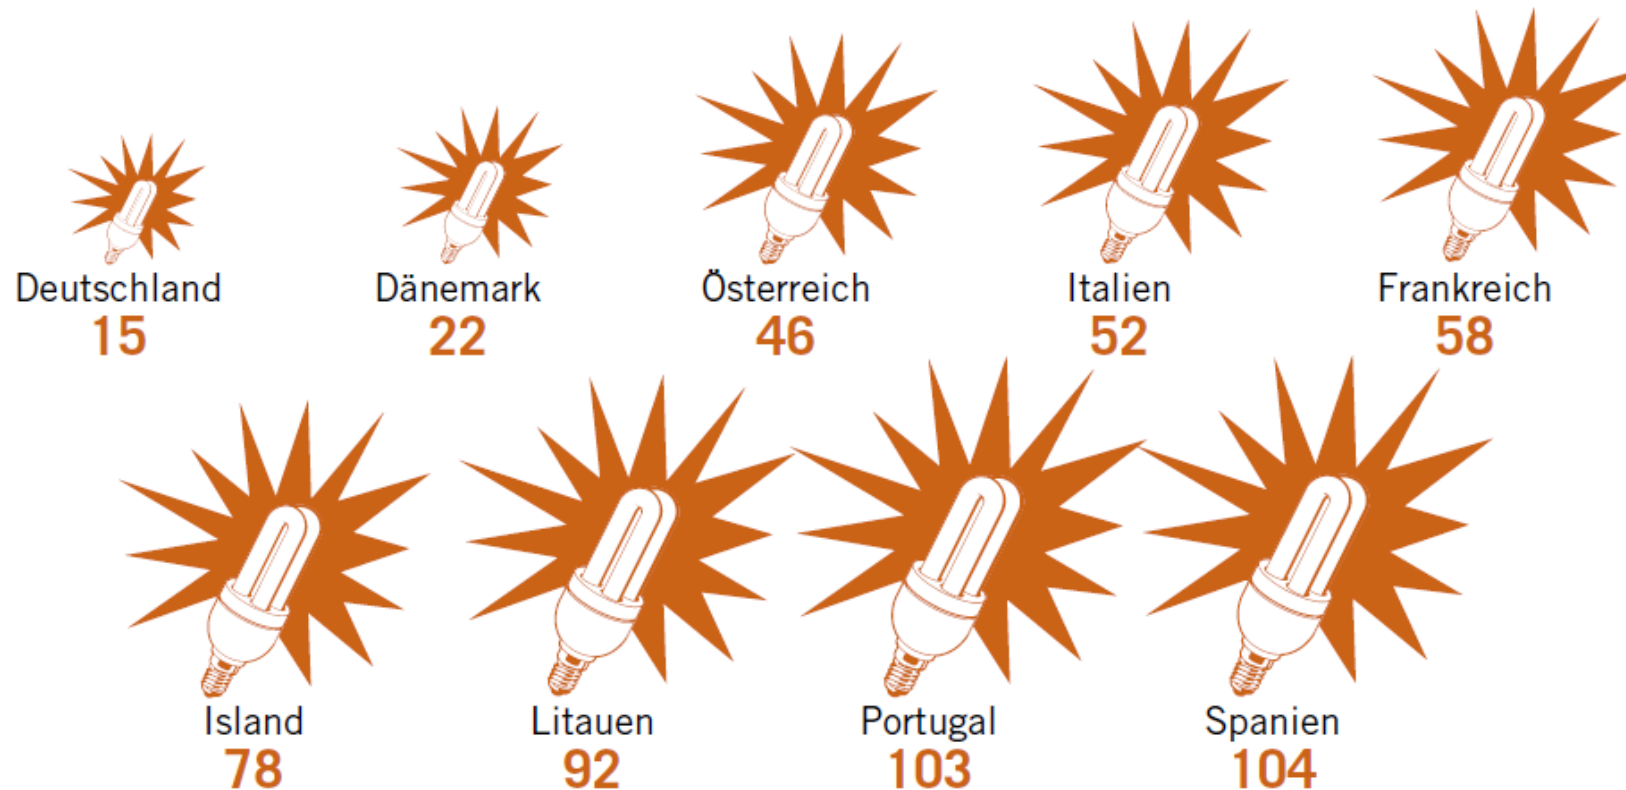 Deutschland
15
Dänemark
22
Österreich
46
Italien
52
Frankreich
58
Island
78
Litauen
92
Portugal
103
Spanien
104